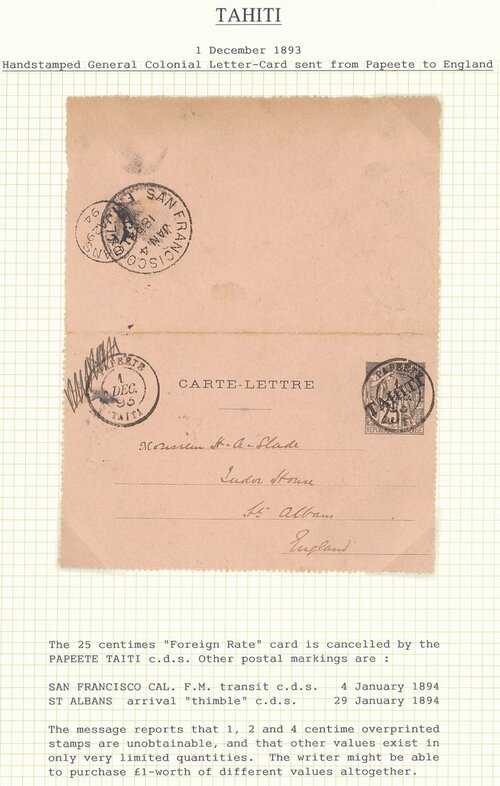 TAHITI
1 December 1893
Handstamped General Colonial Letter-Card sent from Papeete to England
SAN FRANCISCO
JAN 4
PAPEETE
1
DEC.
93
TAITI
CARTE-LETTRE
PAPEETE
TAHITI
Monsieur H-A-Slade
Tudor House
St Albans
England
The 25 centimes "Foreign Rate" card is cancelled by the
PAPEETE TAITI c.d.s. Other postal markings are :
SAN FRANCISCO CAL. F.M. transit c.d.s. 4 January 1894
ST ALBANS arrival "thimble" c.d.s. 29 January 1894
The message reports that 1, 2 and 4 centime overprinted
stamps are unobtainable, and that other values exist in
only very limited quantities. The writer might be able
to purchase £1-worth of different values altogether.